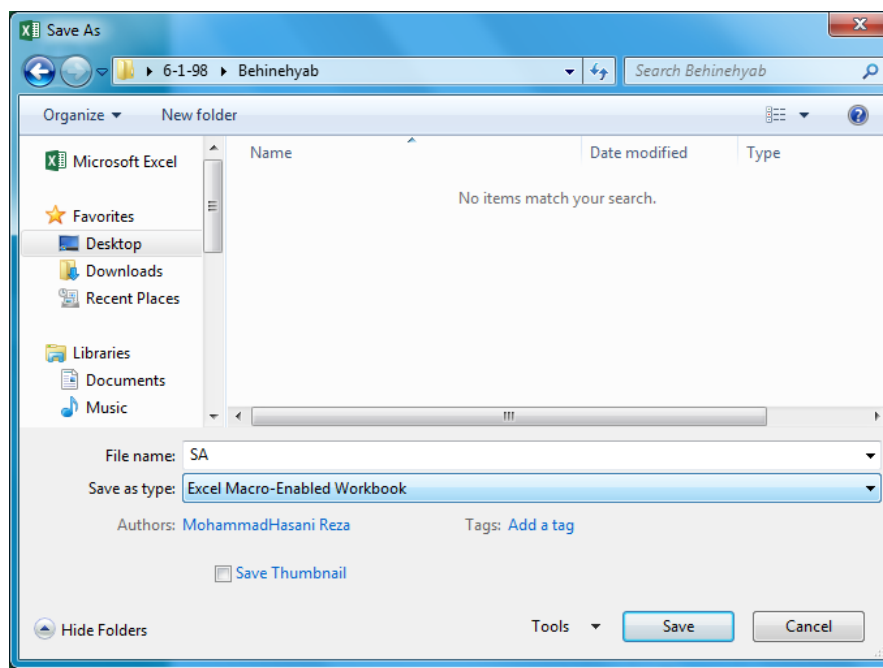 Save As
6-1-98 Behinehyab
Search Behinehyab
Organize New folder
Name Date modified Type
No items match your search.
Microsoft Excel
Favorites
Desktop
Downloads
Recent Places
Libraries
Documents
Music
File name: SA
Save as type: Excel Macro-Enabled Workbook
Authors: MohammadHasani Reza Tags: Add a tag
Save Thumbnail
Hide Folders Tools Save Cancel